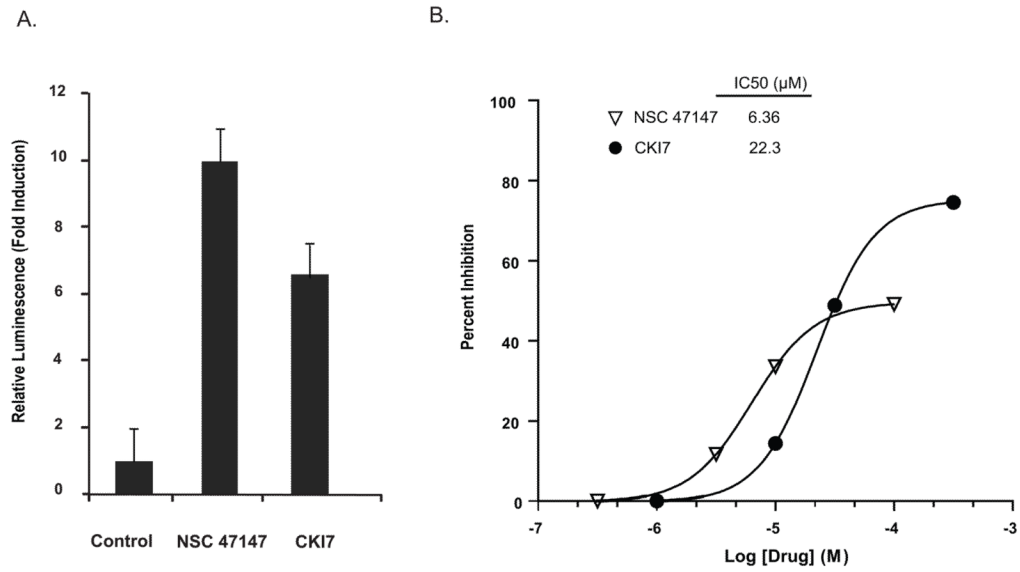 A.
Relative Luminescence (Fold Induction)
12
10
8
6
4
2
0
Control NSC 47147 CKI7
B.
IC50 (µM)
NSC 47147 6.36
CKI7 22.3
Percent Inhibition
100
80
60
40
20
0
-7 -6 -5 -4 -3
Log [Drug] (M)